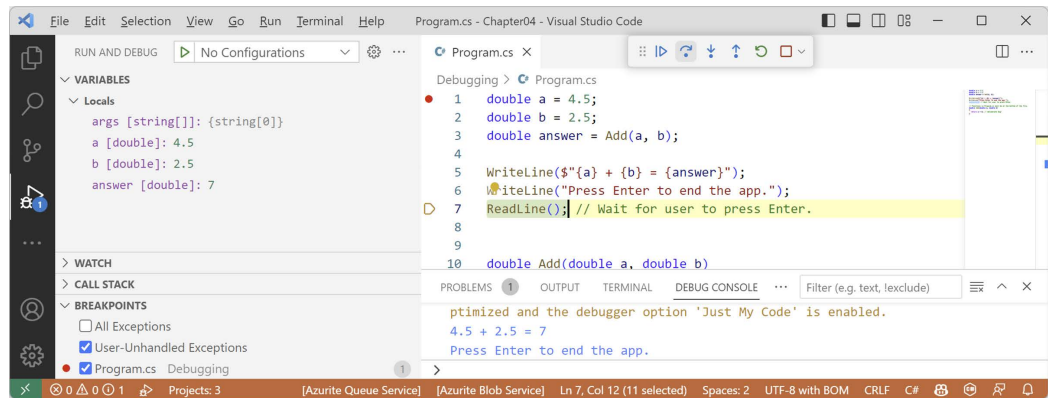 File Edit Selection View Go Run Terminal Help Program.cs - Chapter04 - Visual Studio Code
RUN AND DEBUG No Configurations ···
VARIABLES
Locals
args [string[]]: {string[0]}
a [double]: 4.5
b [double]: 2.5
answer [double]: 7
WATCH
CALL STACK
BREAKPOINTS
All Exceptions
User-Unhandled Exceptions
Program.cs Debugging 1
1
Program.cs
Debugging > Program.cs
1 double a = 4.5;
2 double b = 2.5;
3 double answer = Add(a, b);
4
5 WriteLine($"{a} + {b} = {answer}");
6 WriteLine("Press Enter to end the app.");
7 ReadLine(); // Wait for user to press Enter.
8
9
10 double Add(double a, double b)
PROBLEMS 1 OUTPUT TERMINAL DEBUG CONSOLE ··· Filter (e.g. text, !exclude)
ptimized and the debugger option 'Just My Code' is enabled.
4.5 + 2.5 = 7
Press Enter to end the app.
>
0 0 1 Projects: 3 [Azurite Queue Service] [Azurite Blob Service] Ln 7, Col 12 (11 selected) Spaces: 2 UTF-8 with BOM CRLF C#